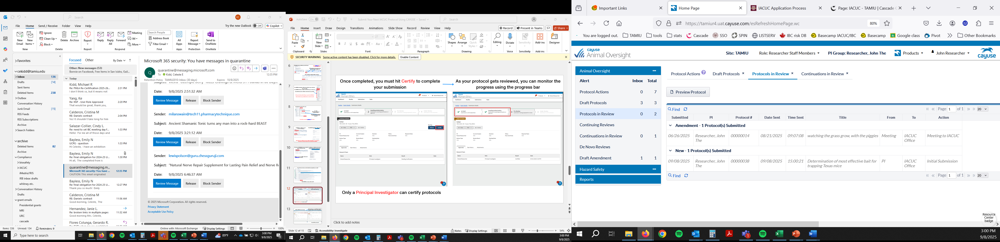 Search
KC
File Home Send / Receive Folder View Help
Try the new Outlook Off
Copilot
New Email
New Items
New
Ignore
Clean Up
Block
Delete
Archive
Delete
Report
Report
Reply
Reply All
Forward
Meeting
IM
More
Respond
Search People
Address Book
Filter Email
Find
All Apps
Apps
Report Message
Protection
Send to OneNote
OneNote
Favorites
cekidd@tamiu.edu
Inbox 136
Drafts [14]
Sent Items
Deleted Items 238
Outbox
Conversation History
Junk Email [15]
RSS Feeds
RSS Subscriptions
Archive
Search Folders
archive
Deleted Items 82
Archive
Compliance
biosafety
IACUC
iMedris/IRIS
IRB inbox drafts
whitney etc.
Conversation History
Drafts
grant emails
Presidential grants
MRI
URC
cascade
Focused Other By Date
Other: New messages (53)
Bonnie on Facebook, Free Items in San Isidro, Gail...
Today
Kidd, Michael R
Re: FMLA Re-Certification 2025-26... 2:31 PM
I don't think so, but it means not
Yang, Ke
Re: NSF - User Role Approved 2:20 PM
That would be great, thank you,
Calderon, Cristina M
RE: Daniels contract 2:04 PM
Yes! It shouldn't take long for him
Salazar-Collier, Cindy L.
Re: need to set IBC meeting day f... 1:33 PM
Hello! For me all of those days and
Bayless, Emily N
UCPG - question 1:33 PM
Hi Celeste, I have an exhibition
Bayless, Emily N
Re: final obligation for 2024-25 U... 1:30 PM
Hi all, The completed from is
quarantine@messaging.m...
Microsoft 365 security: You have ... 12:35 PM
CAUTION: This email originated
Bayless, Emily N
Re: final obligation for 2024-25 U... 12:27 PM
Thank you so much! Emily
Calderon, Cristina M
RE: Daniels contract 11:56 AM
Good morning, Celeste, The
Hernandez, Janie L.
Re: broken links in multiple pages 11:32 AM
Good morning Mrs. Celeste,
Flores Colunga, Gerardo R.
Microsoft 365 security: You have messages in quarantine
Q
quarantine@messaging.microsoft.com
To Kidd, Celeste E
12:35 PM
Retention Policy TAMIU2010-Inbox (30 days) Expires 10/8/2025
Date: 9/8/2025 2:51:32 AM
Review Message Release Block Sender
Sender: milanswain@tech11.pharmacytechnique.com
Subject: Ancient Shamanic Tonic turns any man into a rock-hard BEAST
Date: 9/8/2025 3:21:12 AM
Review Message Release Block Sender
Sender: lewispolson@guru.chessguruji.com
Subject: "Natural Nerve Repair Supplement for Lasting Pain Relief and Nerve R
Date: 9/8/2025 6:46:37 AM
Review Message Release Block Sender
© 2025 Microsoft Corporation. All rights reserved.
Privacy Statement
Acceptable Use Policy
Items: 336 Unread: 134 Reminders: 9
Online with: Microsoft Exchange Display Settings 100%
Type here to search
89°F
3:00 PM
9/8/2025
AutoSave Off
Submit Your Next IACUC Protocol Using CAYUSE • Saved
Search
File Home Insert Draw Design Transitions Animations Slide Show Record Review View Help
Record
Present in Teams
Share
Paste
Clipboard
New Slide
Slides
27
Font
Paragraph
Shapes
Arrange
Quick Styles
Drawing
Editing
Dictate
Voice
Sensitivity
Sensitivity
Add-ins
Add-ins
Designer
SECURITY WARNING Some active content has been disabled. Click for more details. Enable Content
6
7
8
9
10
11
12
13
Once completed, you must hit Certify to complete your submission
As your protocol gets reviewed, you can monitor the progress using the progress bar
Human Ethics
Human Ethics
Certify
Only a Principal Investigator can certify protocols
Click to add notes
Slide 12 of 15 Accessibility: Investigate Notes Display Settings 54%
3:00 PM
9/8/2025
Important Links
Home Page
IACUC Application Process
Page: IACUC - TAMIU | Cascade C
https://tamiur4.uat.cayuse.com/esRefreshHomePage.wc
80%
You are logged out. TAMIU tools stats Cascade SSO SPIN LISTSERV IBC risk DB Basecamp IACUC/IBC Basecamp Google class Pivot Other Bookmarks
cayuse
Animal Oversight
Site: TAMIU
Role: Researcher Staff Members
PI Group: Researcher, John The
Products
John Researcher
cayuse
Animal Oversight
Alert Inbox Total
Protocol Actions 0 7
Draft Protocols 3 3
Protocols in Review 0 2
Continuing Reviews
Continuations in Review 0 1
De Novo Reviews
Draft Amendment 1 1
Hazard Safety
Reports
Protocol Actions ?
Draft Protocols
Protocols in Review
Continuations in Review
Preview Protocol
Find
Page 1 of 1 20
Submitted PI Protocol # Date Sent Time Sent Title From To Action
Amendment - 1 Protocol(s) Submitted
06/26/2025 Researcher, John The 00000014 08/21/2025 09:07:08 watching the grass grow, with the piggies Meeting IACUC Office Meeting to IACUC
New - 1 Protocol(s) Submitted
09/08/2025 Researcher, John The 00000038 09/08/2025 15:00:21 Determination of most effective bait for trapping Texas mice PI IACUC Office Initial Submission
Find
Page 1 of 1 20
Resource Center badge
3:00 PM
9/8/2025